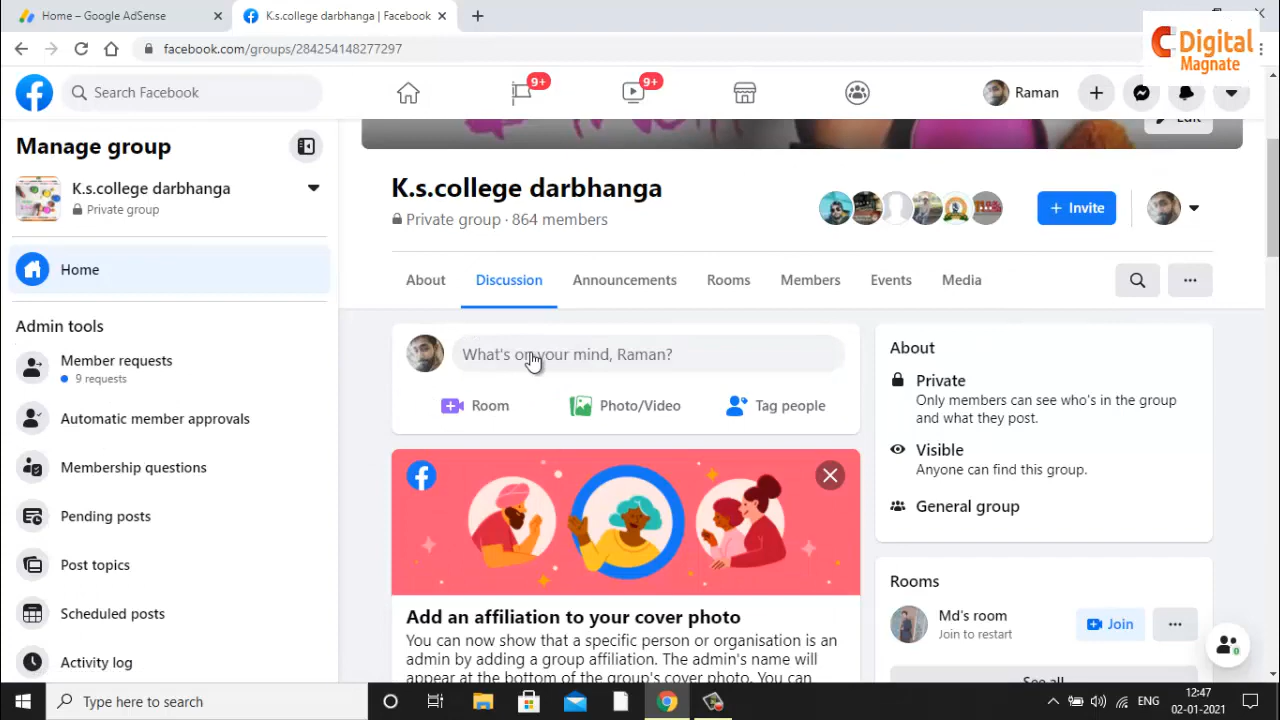 Home – Google AdSense
K.s.college darbhanga | Facebook
facebook.com/groups/284254148277297
Digital
Magnate
Search Facebook
9+
9+
Raman
Manage group
Edit
K.s.college darbhanga
Private group
K.s.college darbhanga
Private group · 864 members
+ Invite
Home
About
Discussion
Announcements
Rooms
Members
Events
Media
Admin tools
Member requests
9 requests
Automatic member approvals
Membership questions
Pending posts
Post topics
Scheduled posts
Activity log
What's on your mind, Raman?
Room
Photo/Video
Tag people
Add an affiliation to your cover photo
You can now show that a specific person or organisation is an
admin by adding a group affiliation. The admin's name will
appear at the bottom of the group's cover photo. You can
About
Private
Only members can see who's in the group
and what they post.
Visible
Anyone can find this group.
General group
Rooms
Md's room
Join to restart
Join
See all
0
Type here to search
ENG
12:47
02-01-2021